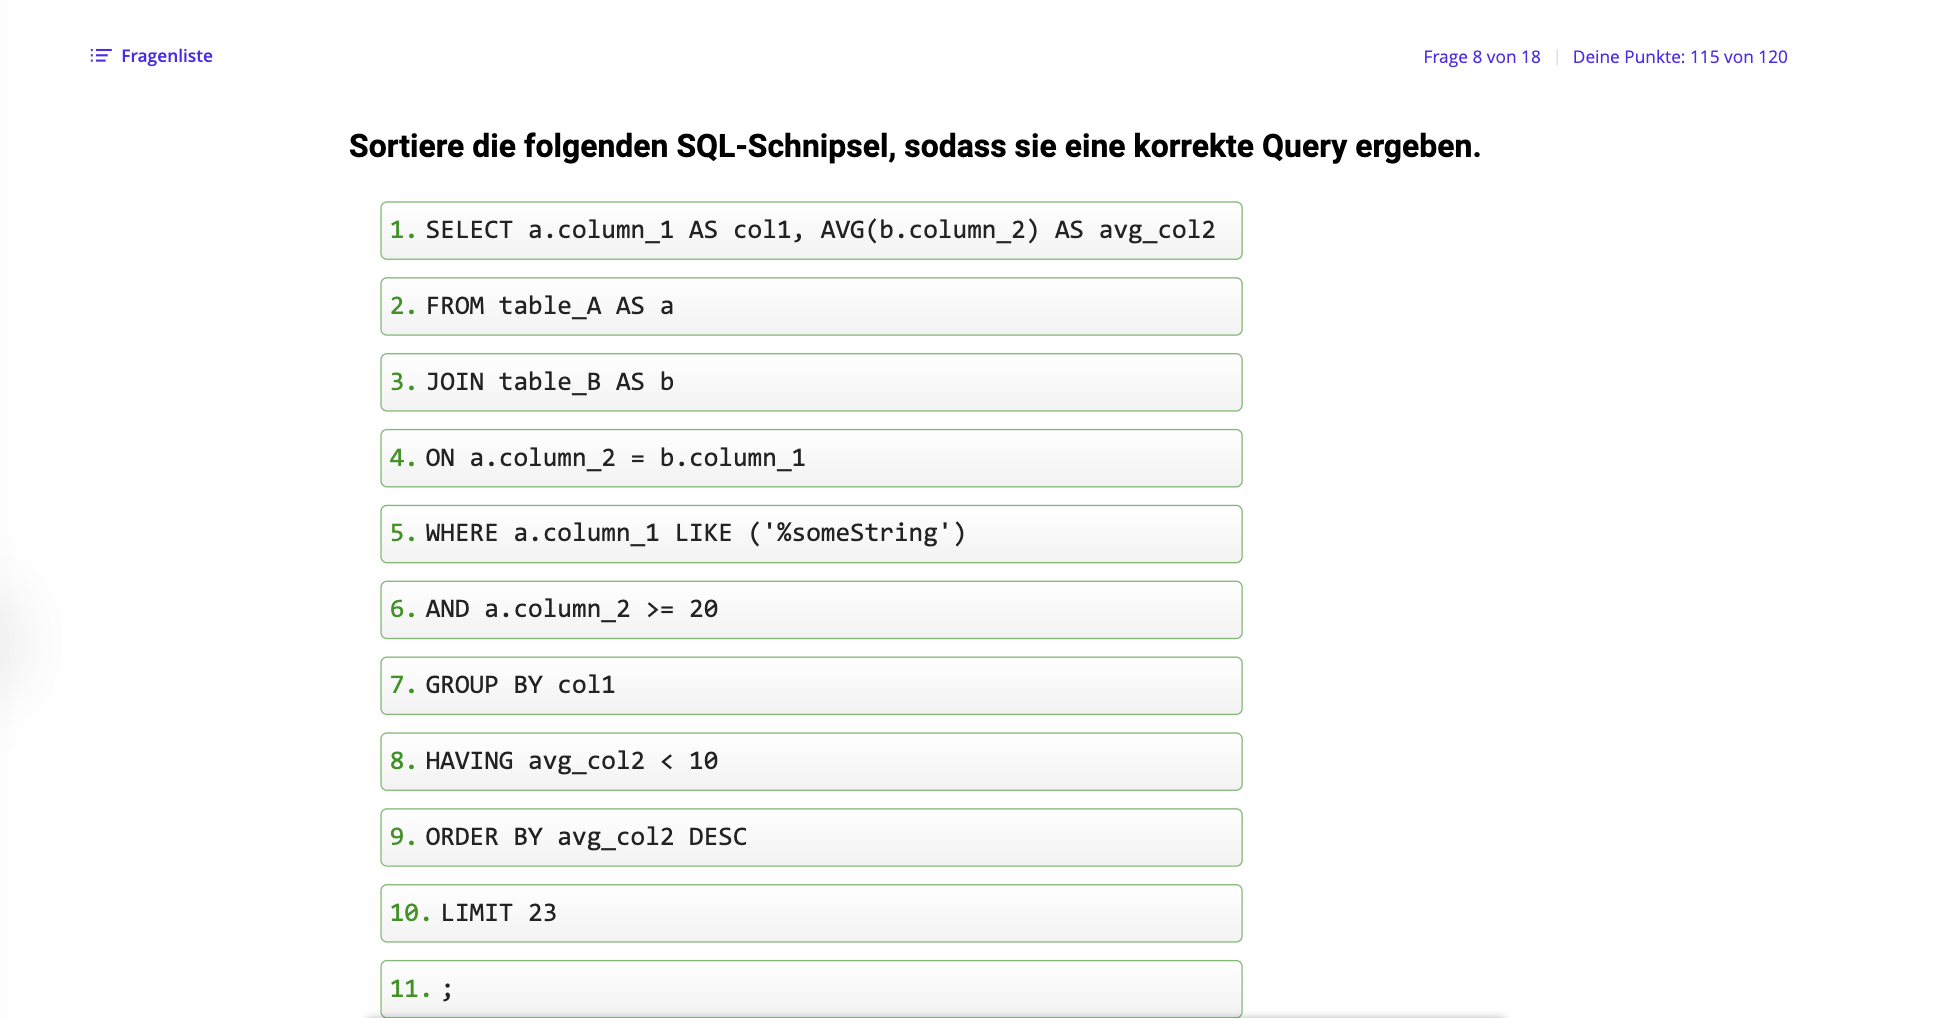 Fragenliste
Frage 8 von 18 | Deine Punkte: 115 von 120
Sortiere die folgenden SQL-Schnipsel, sodass sie eine korrekte Query ergeben.
1. SELECT a.column_1 AS col1, AVG(b.column_2) AS avg_col2
2. FROM table_A AS a
3. JOIN table_B AS b
4. ON a.column_2 = b.column_1
5. WHERE a.column_1 LIKE ('%someString')
6. AND a.column_2 >= 20
7. GROUP BY col1
8. HAVING avg_col2 < 10
9. ORDER BY avg_col2 DESC
10. LIMIT 23
11. ;